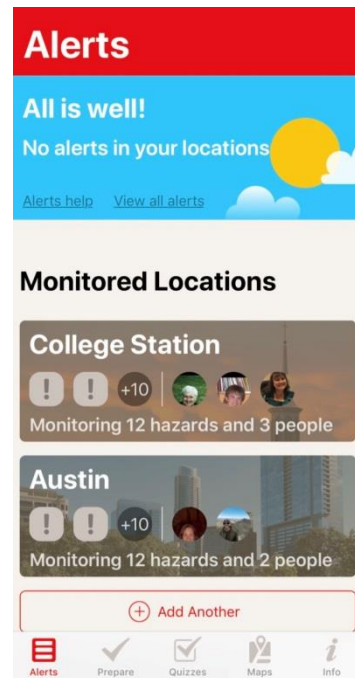 Alerts
All is well!
No alerts in your locations
Alerts help View all alerts
Monitored Locations
College Station
! ! +10
Monitoring 12 hazards and 3 people
Austin
! ! +10
Monitoring 12 hazards and 2 people
+ Add Another
Alerts Prepare Quizzes Maps Info